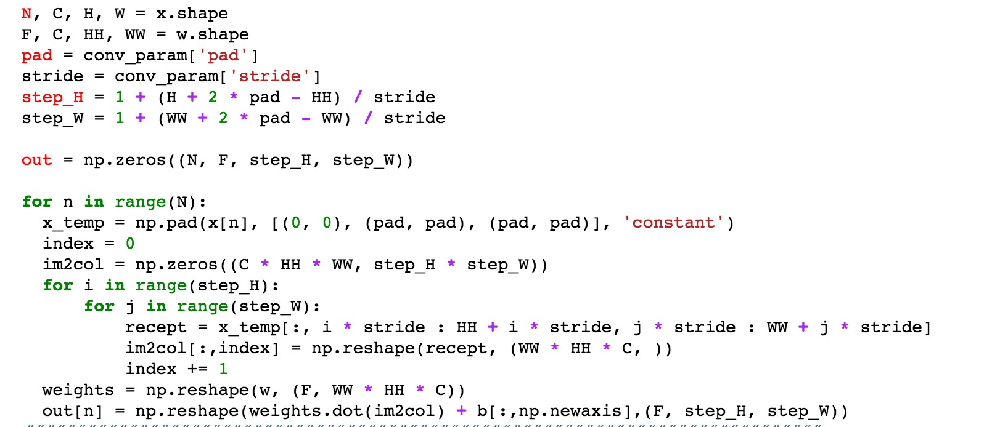 N, C, H, W = x.shape
F, C, HH, WW = w.shape
pad = conv_param['pad']
stride = conv_param['stride']
step_H = 1 + (H + 2 * pad - HH) / stride
step_W = 1 + (WW + 2 * pad - WW) / stride
out = np.zeros((N, F, step_H, step_W))
for n in range(N):
  x_temp = np.pad(x[n], [(0, 0), (pad, pad), (pad, pad)], 'constant')
  index = 0
  im2col = np.zeros((C * HH * WW, step_H * step_W))
  for i in range(step_H):
      for j in range(step_W):
          recept = x_temp[:, i * stride : HH + i * stride, j * stride : WW + j * stride]
          im2col[:,index] = np.reshape(recept, (WW * HH * C, ))
          index += 1
  weights = np.reshape(w, (F, WW * HH * C))
  out[n] = np.reshape(weights.dot(im2col) + b[:,np.newaxis],(F, step_H, step_W))